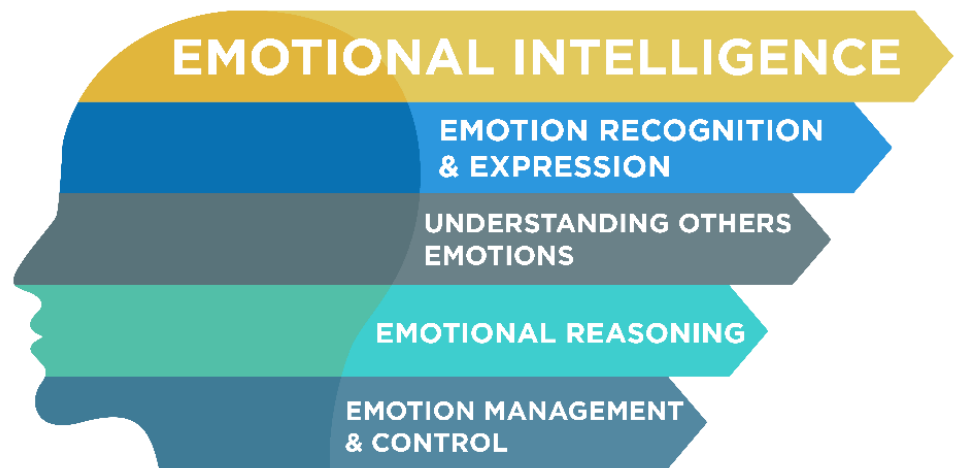 EMOTIONAL INTELLIGENCE
EMOTION RECOGNITION
& EXPRESSION
UNDERSTANDING OTHERS
EMOTIONS
EMOTIONAL REASONING
EMOTION MANAGEMENT
& CONTROL